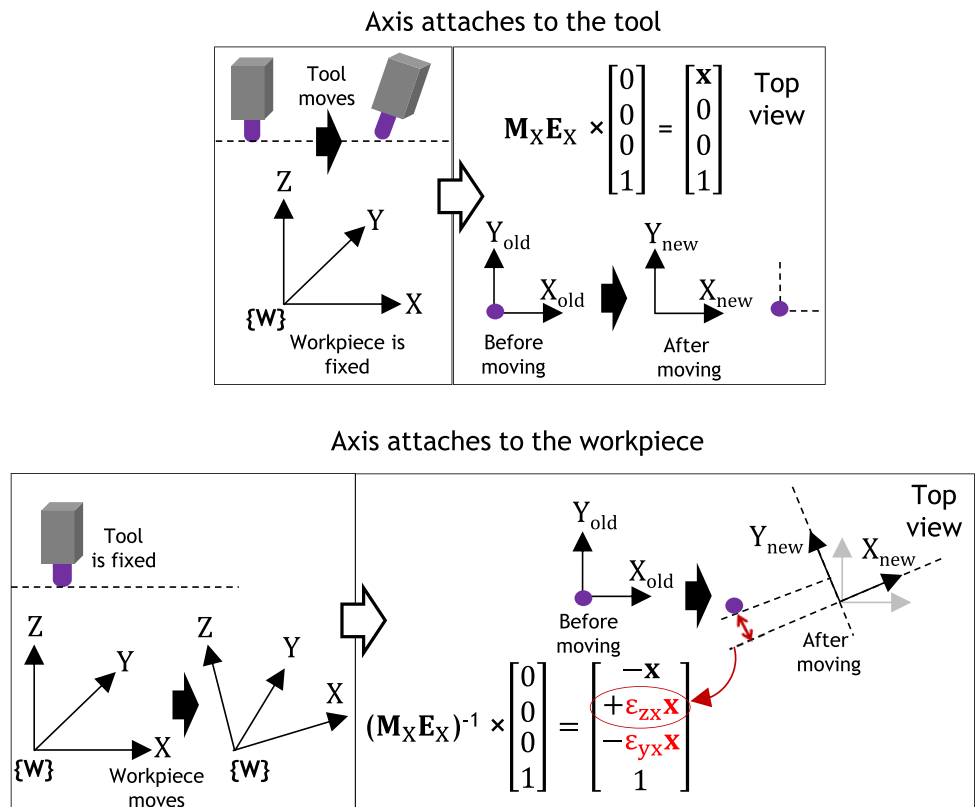 Axis attaches to the tool
Tool
moves
Z
Y
X
{W}
Workpiece is
fixed
Top
view
M_X E_X × [0 0 0 1] = [x 0 0 1]
Y_old
X_old
Before
moving
Y_new
X_new
After
moving
Axis attaches to the workpiece
Tool
is fixed
Z
Y
X
{W}
Z
Y
X
{W}
Workpiece
moves
Top
view
Y_old
X_old
Before
moving
Y_new
X_new
After
moving
(M_X E_X)^-1 × [0 0 0 1] = [−x +ε_zx x −ε_yx x 1]